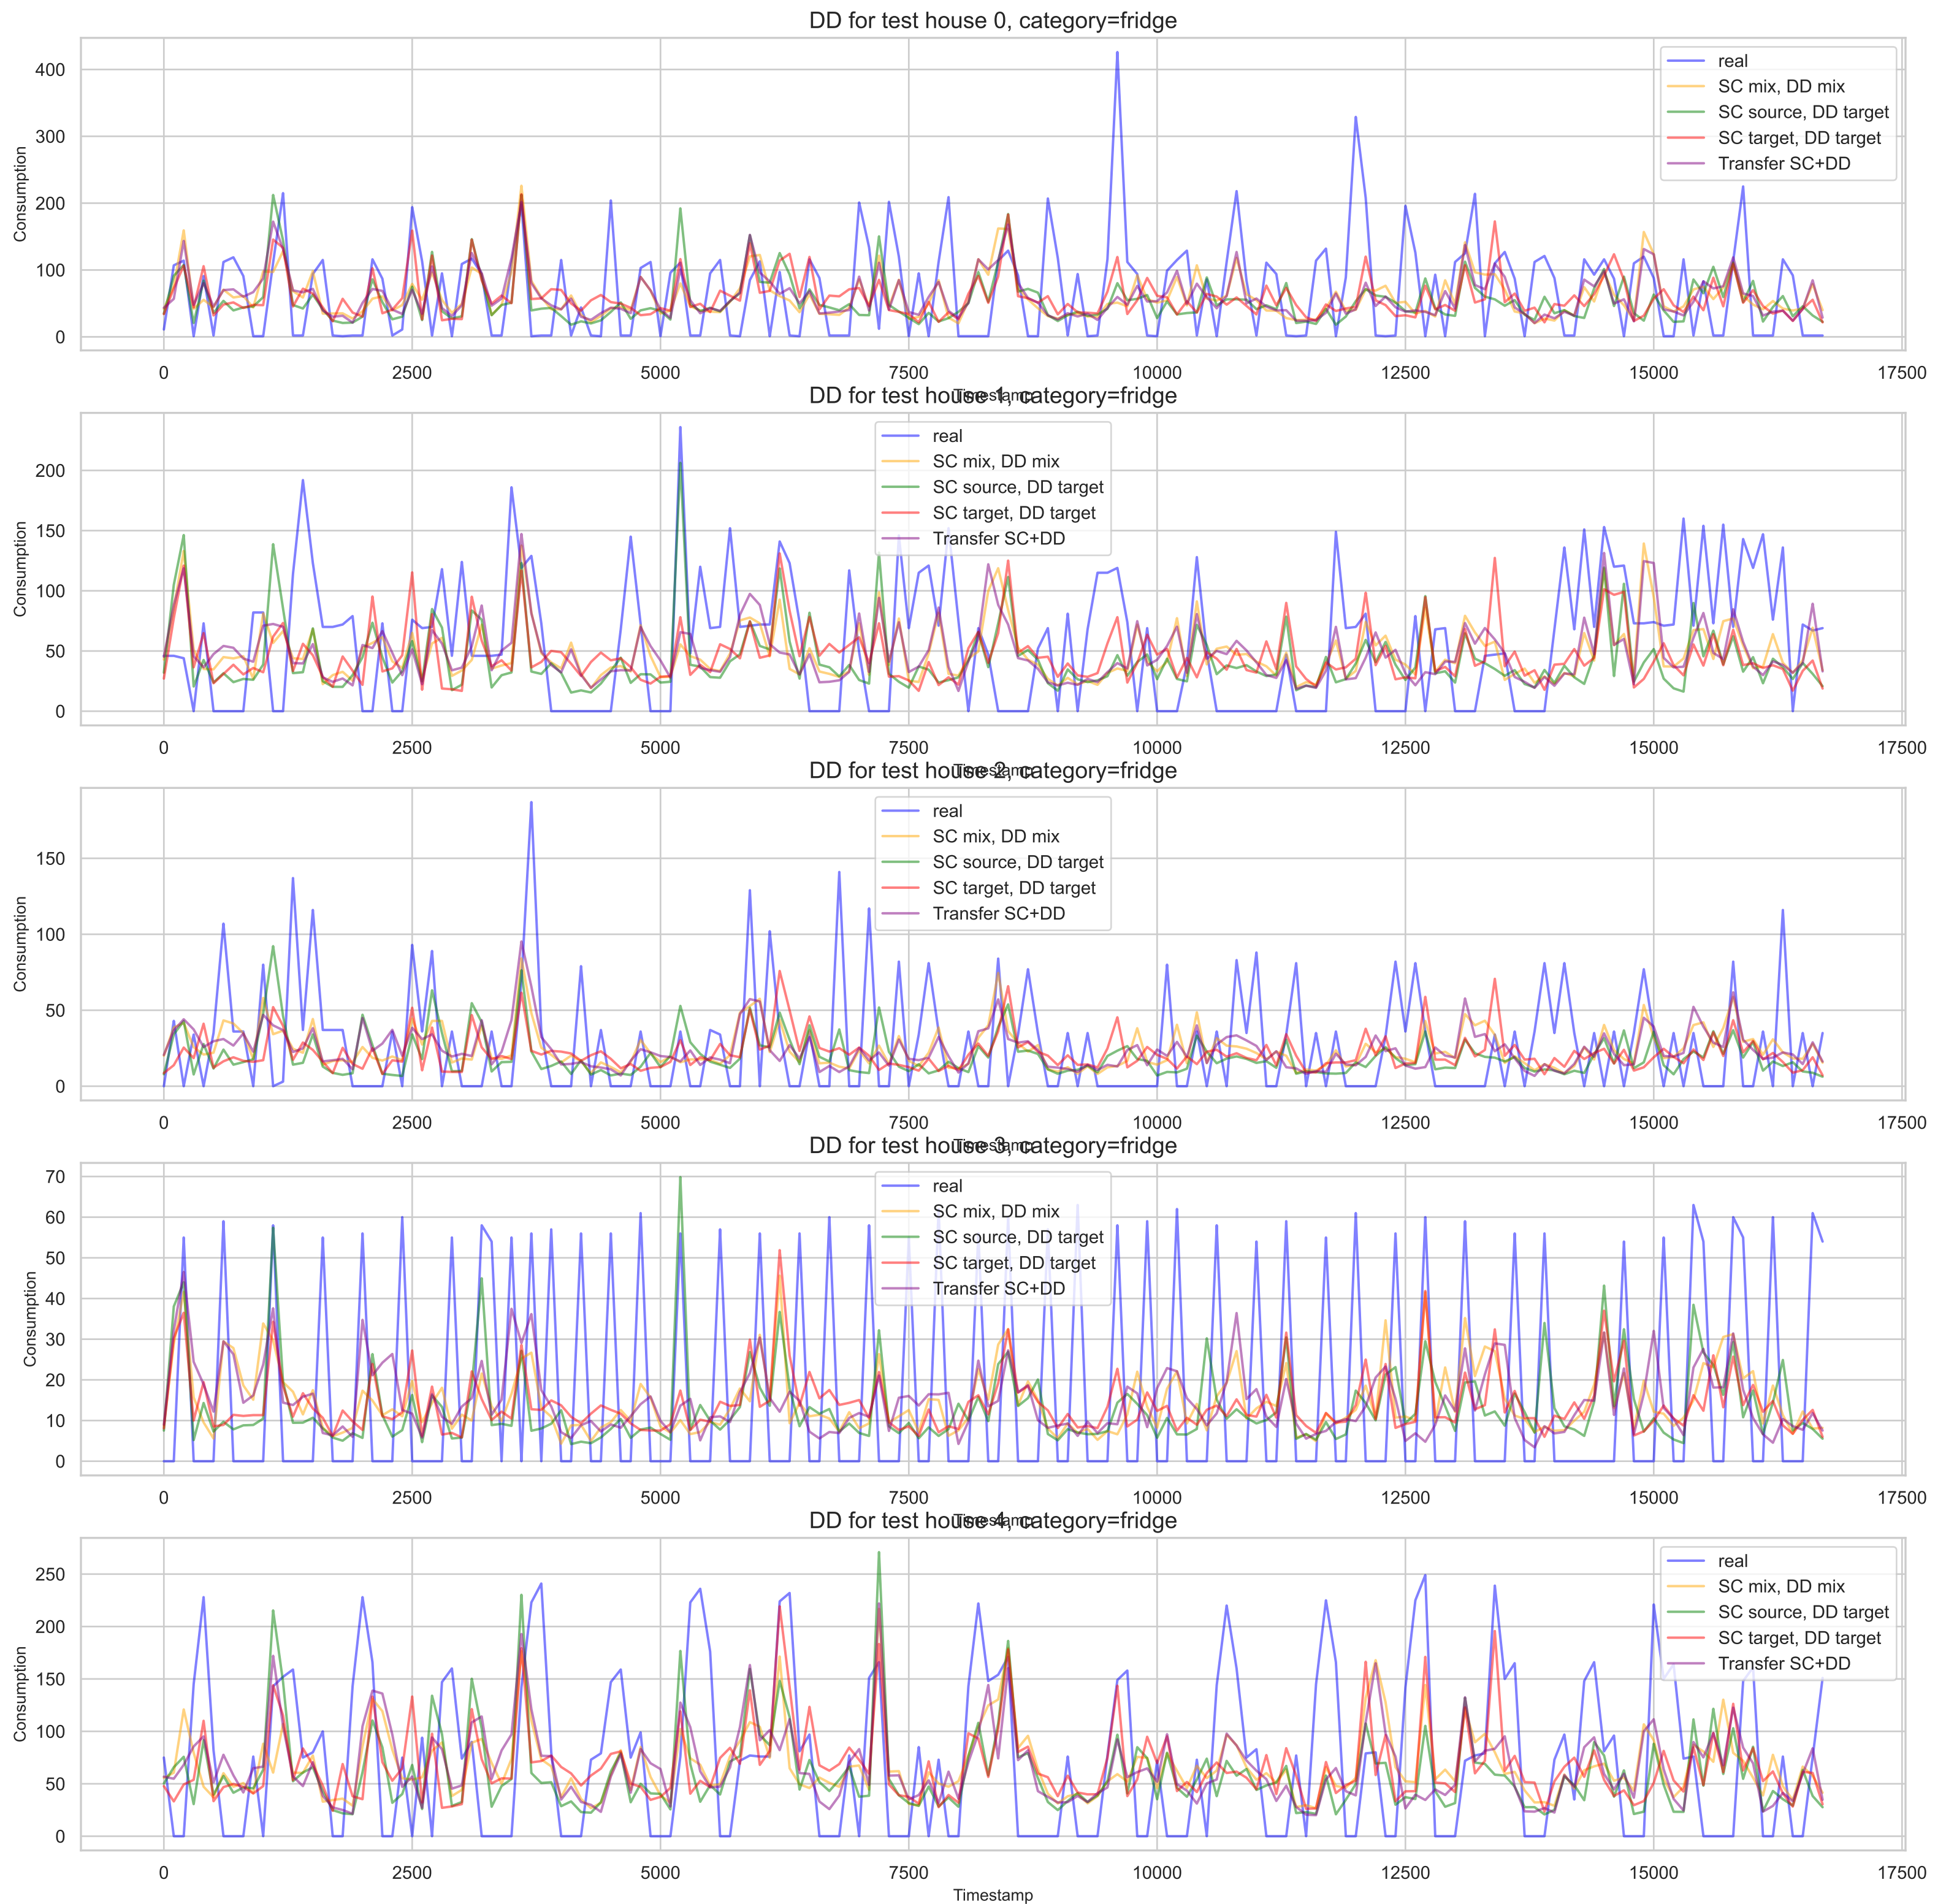 DD for test house 0, category=fridge
400
300
200
100
0
Consumption
real
SC mix, DD mix
SC source, DD target
SC target, DD target
Transfer SC+DD
0 2500 5000 7500 10000 12500 15000 17500
Timestamp
DD for test house 1, category=fridge
200
150
100
50
0
Consumption
real
SC mix, DD mix
SC source, DD target
SC target, DD target
Transfer SC+DD
0 2500 5000 7500 10000 12500 15000 17500
Timestamp
DD for test house 2, category=fridge
150
100
50
0
Consumption
real
SC mix, DD mix
SC source, DD target
SC target, DD target
Transfer SC+DD
0 2500 5000 7500 10000 12500 15000 17500
Timestamp
DD for test house 3, category=fridge
70
60
50
40
30
20
10
0
Consumption
real
SC mix, DD mix
SC source, DD target
SC target, DD target
Transfer SC+DD
0 2500 5000 7500 10000 12500 15000 17500
Timestamp
DD for test house 4, category=fridge
250
200
150
100
50
0
Consumption
real
SC mix, DD mix
SC source, DD target
SC target, DD target
Transfer SC+DD
0 2500 5000 7500 10000 12500 15000 17500
Timestamp